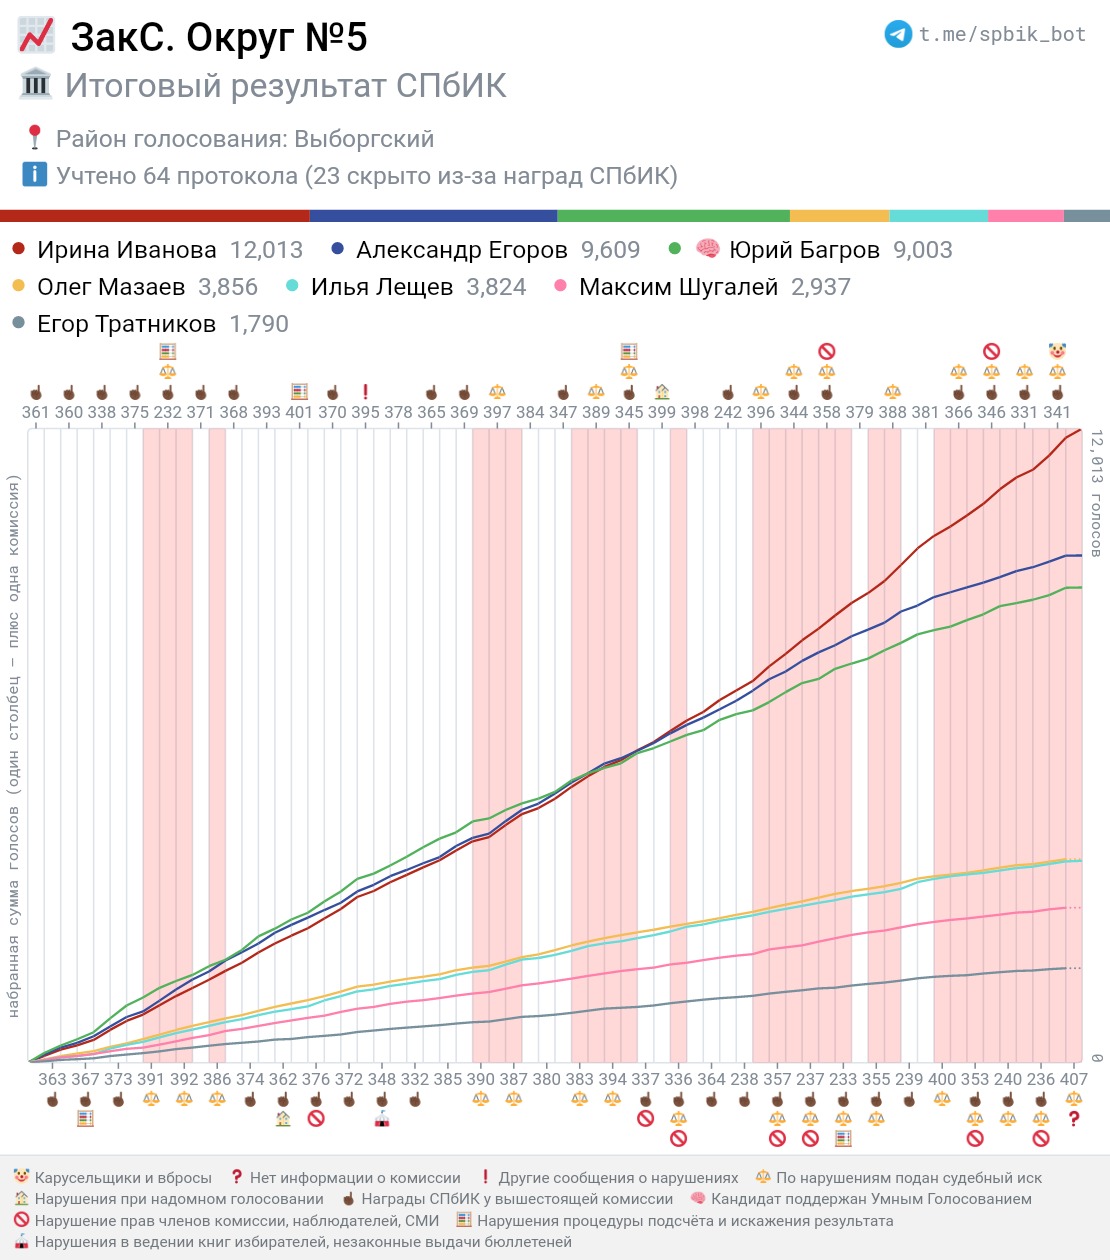 ЗакС. Округ №5
t.me/spbik_bot
Итоговый результат СПбИК
Район голосования: Выборгский
Учтено 64 протокола (23 скрыто из-за наград СПбИК)
Ирина Иванова 12,013 Александр Егоров 9,609 Юрий Багров 9,003
Олег Мазаев 3,856 Илья Лещев 3,824 Максим Шугалей 2,937
Егор Тратников 1,790
361 360 338 375 232 371 368 393 401 370 395 378 365 369 397 384 347 389 345 399 398 242 396 344 358 379 388 381 366 346 331 341
набранная сумма голосов (один столбец – плюс одна комиссия)
12,013 голосов
0
363 367 373 391 392 386 374 362 376 372 348 332 385 390 387 380 383 394 337 336 364 238 357 237 233 355 239 400 353 240 236 407
Карусельщики и вбросы Нет информации о комиссии Другие сообщения о нарушениях По нарушениям подан судебный иск
Нарушения при надомном голосовании Награды СПбИК у вышестоящей комиссии Кандидат поддержан Умным Голосованием
Нарушение прав членов комиссии, наблюдателей, СМИ Нарушения процедуры подсчёта и искажения результата
Нарушения в ведении книг избирателей, незаконные выдачи бюллетеней